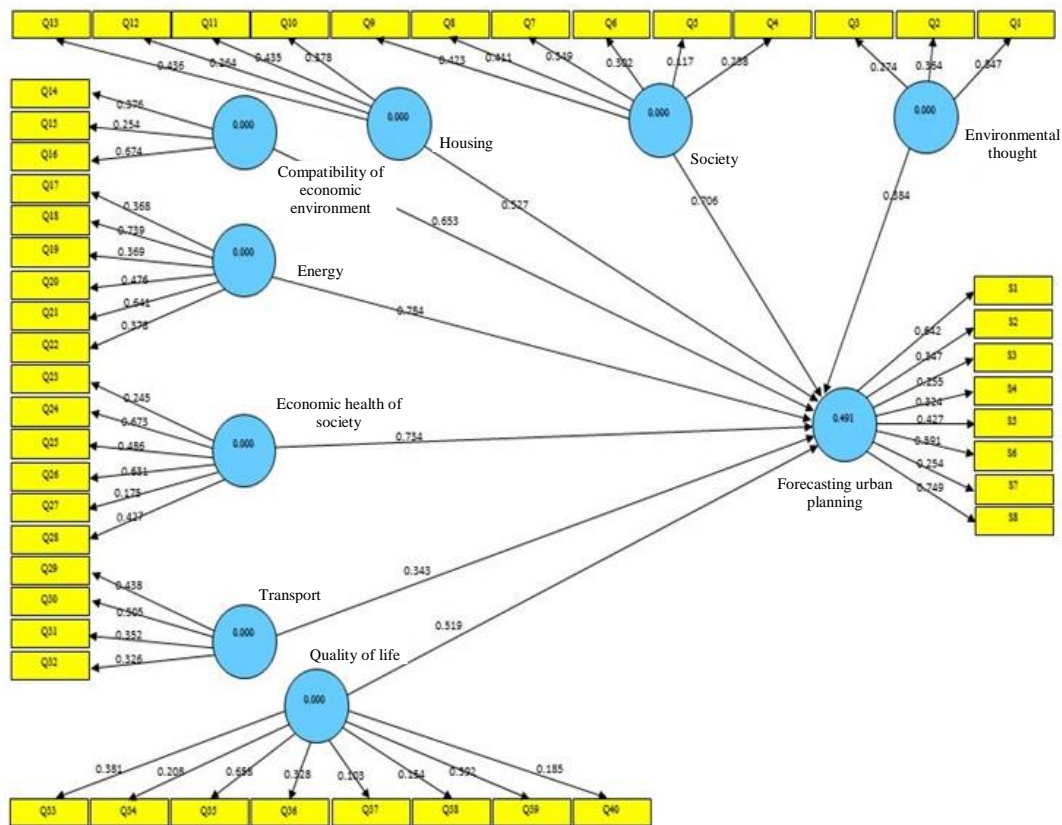 Q13 Q12 Q11 Q10 Q9 Q8 Q7 Q6 Q5 Q4 Q3 Q2 Q1
0.436 0.264 0.435 0.378 0.423 0.411 0.349 0.302 0.117 0.258 0.274 0.364 0.347
Q14
0.376
Q15
0.254
Q16
0.674
0.000
0.000
0.000
0.000
Housing
Society
Environmental
thought
Compatibility of
economic
environment
0.653
0.527
0.706
0.384
Q17
0.368
Q18
0.739
Q19
0.369
Q20
0.476
Q21
0.641
Q22
0.378
0.000
Energy
0.784
Q23
0.245
Q24
0.673
Q25
0.486
Q26
0.631
Q27
0.175
Q28
0.427
0.000
Economic health of
society
0.734
0.491
Forecasting urban
planning
S1
0.642
S2
0.347
S3
0.255
S4
0.324
S5
0.427
S6
0.591
S7
0.254
S8
0.749
Q29
0.438
Q30
0.505
Q31
0.352
Q32
0.326
0.000
Transport
0.343
Quality of life
0.519
0.000
0.381 0.208 0.328 0.103 0.154 0.392 0.185
Q33 Q34 Q35 Q36 Q37 Q38 Q39 Q40